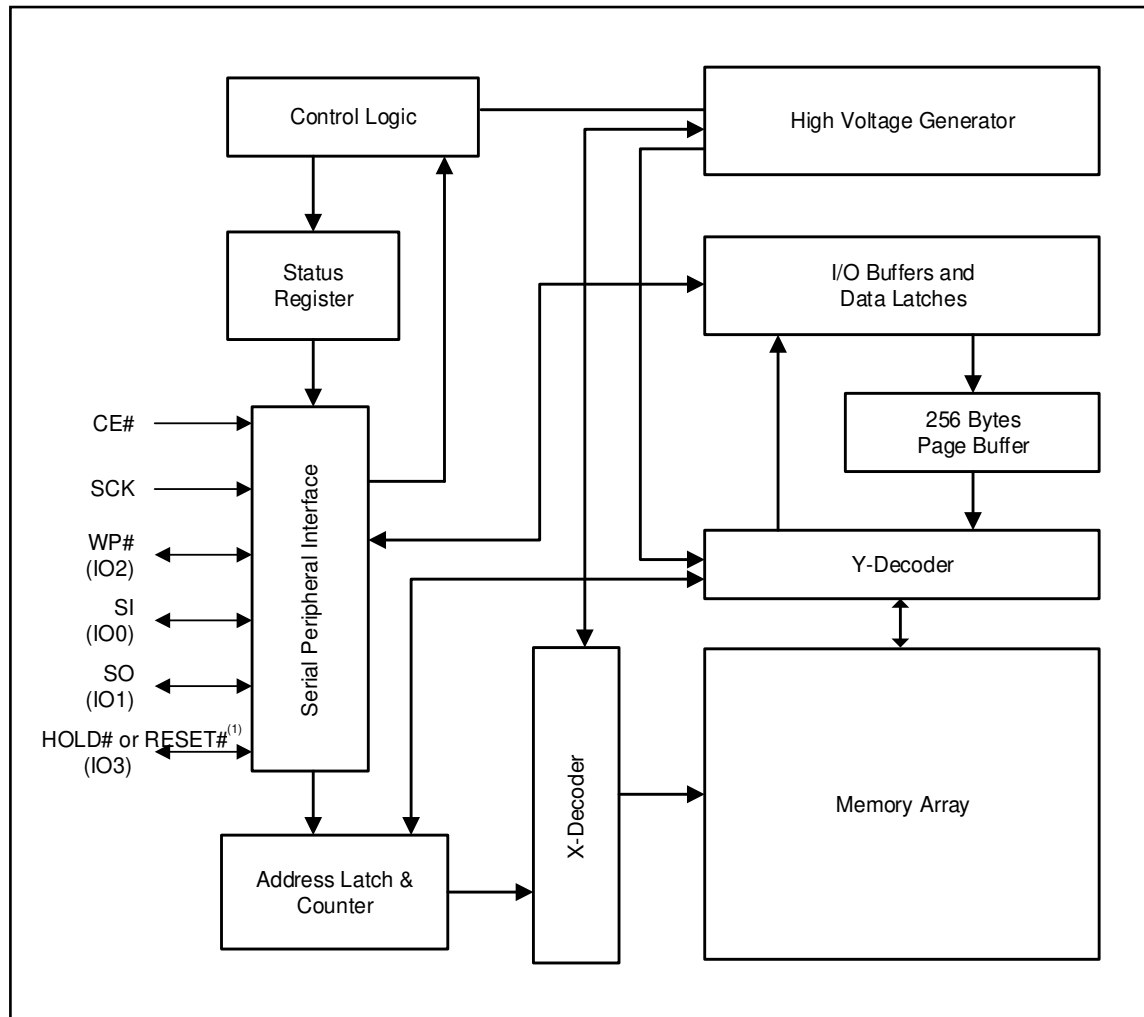 Control Logic
High Voltage Generator
Status
Register
I/O Buffers and
Data Latches
256 Bytes
Page Buffer
CE#
SCK
WP#
(IO2)
SI
(IO0)
SO
(IO1)
HOLD# or RESET#(1)
(IO3)
Serial Peripheral Interface
Y-Decoder
X-Decoder
Memory Array
Address Latch &
Counter